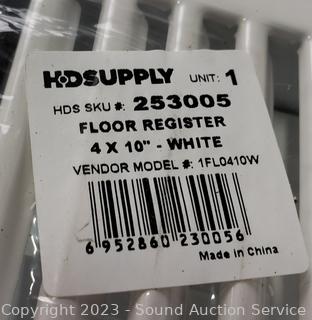 HDSUPPLY UNIT: 1
HDS SKU #: 253005
FLOOR REGISTER
4 X 10" - WHITE
VENDOR MODEL #: 1FL0410W
6 952860 230056
Made in China
Copyright © 2023 - Sound Auction Service